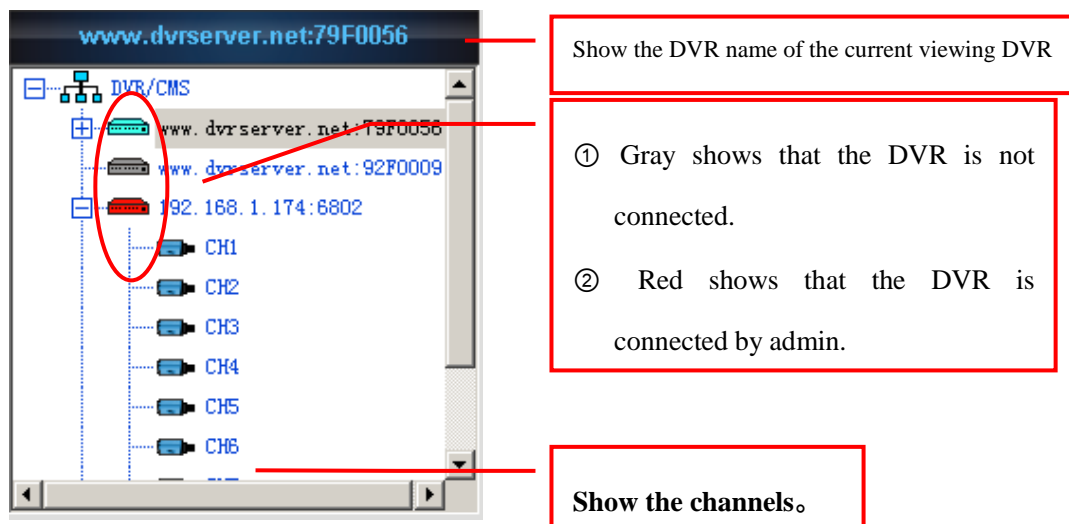 www.dvrserver.net:79F0056
DVR/CMS
www.dvrserver.net:79F0056
www.dvrserver.net:92F0009
192.168.1.174:6802
CH1
CH2
CH3
CH4
CH5
CH6
Show the DVR name of the current viewing DVR
① Gray shows that the DVR is not
connected.
② Red shows that the DVR is
connected by admin.
Show the channels。